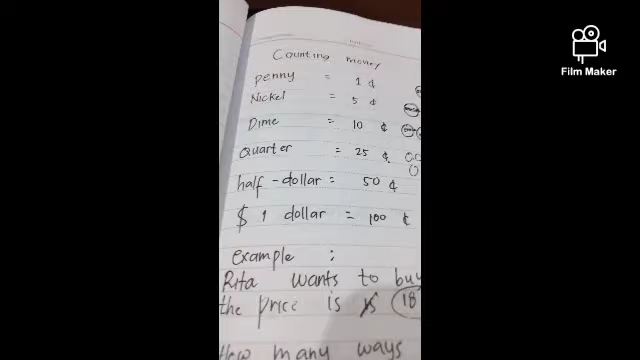 Counting money
penny = 1 ¢
Nickel = 5 ¢
Dime = 10 ¢
Quarter = 25 ¢
half-dollar = 50 ¢
$ 1 dollar = 100 ¢
example :
Rita wants to buy
the price is 18
How many ways
Film Maker